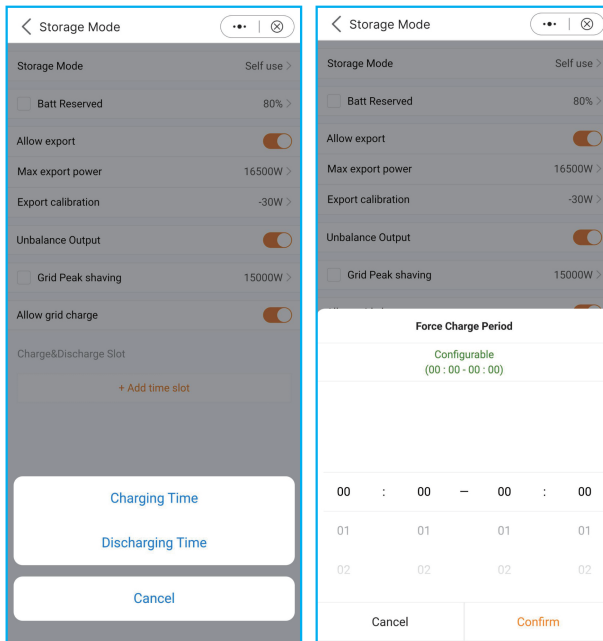 Storage Mode
Storage Mode Self use
Batt Reserved 80%
Allow export
Max export power 16500W
Export calibration -30W
Unbalance Output
Grid Peak shaving 15000W
Allow grid charge
Charge&Discharge Slot
+ Add time slot
Charging Time
Discharging Time
Cancel
Storage Mode
Storage Mode Self use
Batt Reserved 80%
Allow export
Max export power 16500W
Export calibration -30W
Unbalance Output
Grid Peak shaving 15000W
Force Charge Period
Configurable
(00 : 00 - 00 : 00)
00 : 00 – 00 : 00
01 01 01 01
02 02 02 02
Cancel Confirm